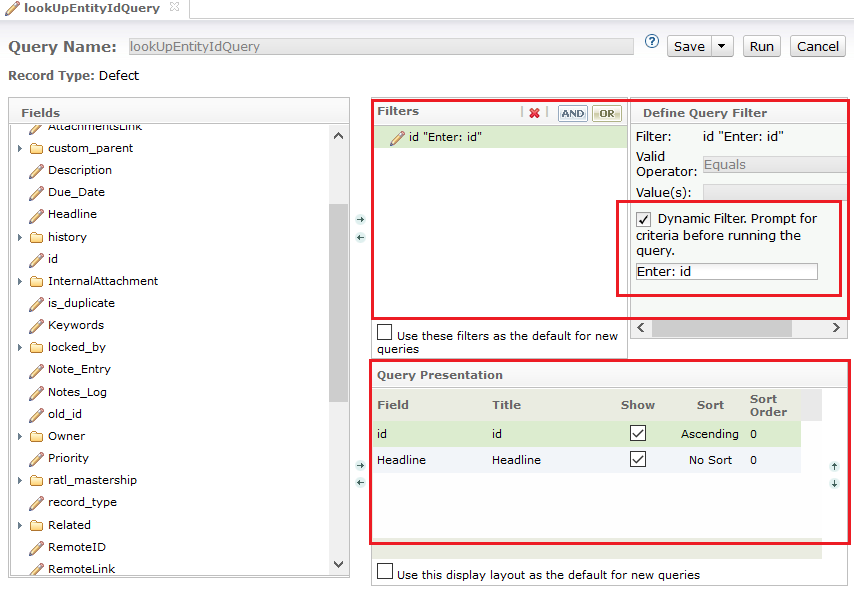 lookUpEntityIdQuery
Query Name: lookUpEntityIdQuery
? Save Run Cancel
Record Type: Defect
Fields
AttachmentsLink
custom_parent
Description
Due_Date
Headline
history
id
InternalAttachment
is_duplicate
Keywords
locked_by
Note_Entry
Notes_Log
old_id
Owner
Priority
ratl_mastership
record_type
Related
RemoteID
RemoteLink
Filters AND OR
id "Enter: id"
Use these filters as the default for new
queries
Define Query Filter
Filter: id "Enter: id"
Valid
Operator: Equals
Value(s):
Dynamic Filter. Prompt for
criteria before running the
query.
Enter: id
Query Presentation
Field Title Show Sort Sort
Order
id id Ascending 0
Headline Headline No Sort 0
Use this display layout as the default for new queries